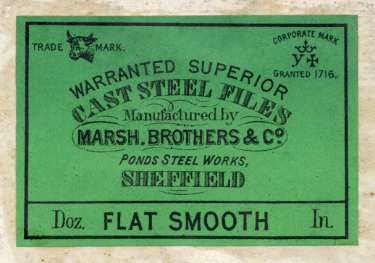 TRADE MARK.
CORPORATE MARK
y
GRANTED 1716.
WARRANTED SUPERIOR
CAST STEEL FILES
Manufactured by
MARSH, BROTHERS & Co.
PONDS STEEL WORKS,
SHEFFIELD
Doz. FLAT SMOOTH In.